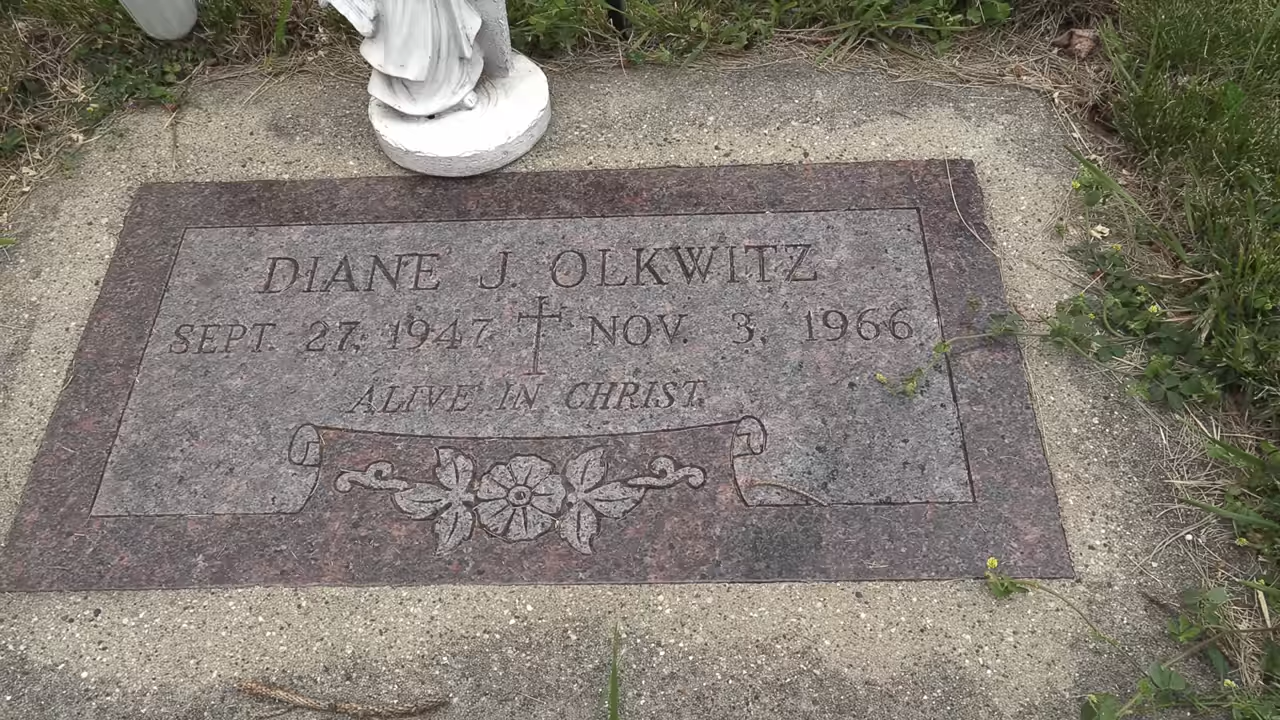 DIANE J. OLKWITZ
SEPT. 27, 1947 NOV. 3, 1966
ALIVE IN CHRIST.